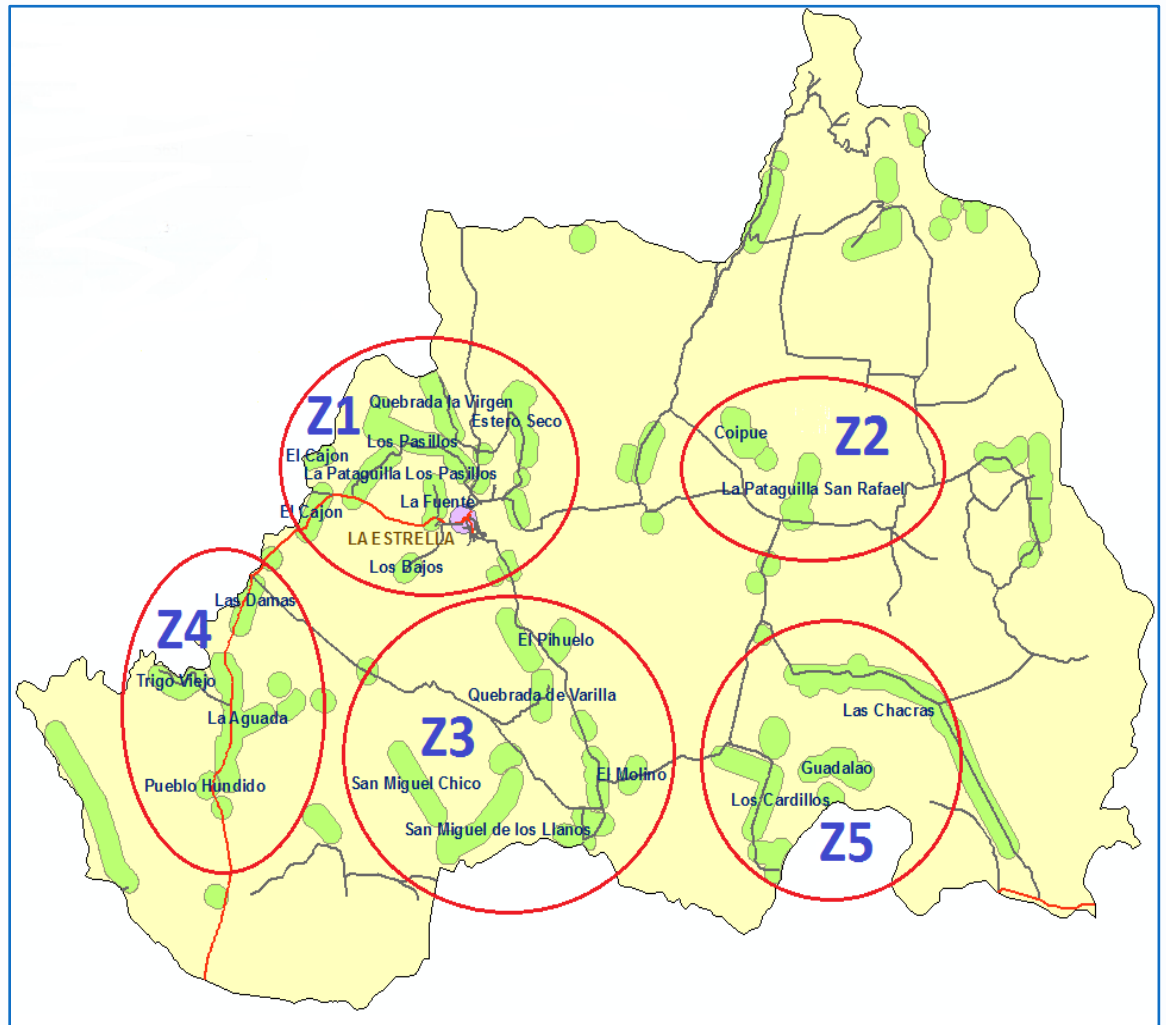 Z1
Quebrada la Virgen
Estero Seco
Los Pasillos
El Cajon
La Pataguilla Los Pasillos
La Fuente
El Cajon
LA ESTRELLA
Los Bajos
Z2
Coipue
La Pataguilla San Rafael
Z4
Las Damas
Trigo Viejo
La Aguada
Pueblo Hundido
Z3
El Pihuelo
Quebrada de Varilla
El Molino
San Miguel Chico
San Miguel de los Llanos
Las Chacras
Guadalao
Los Cardillos
Z5